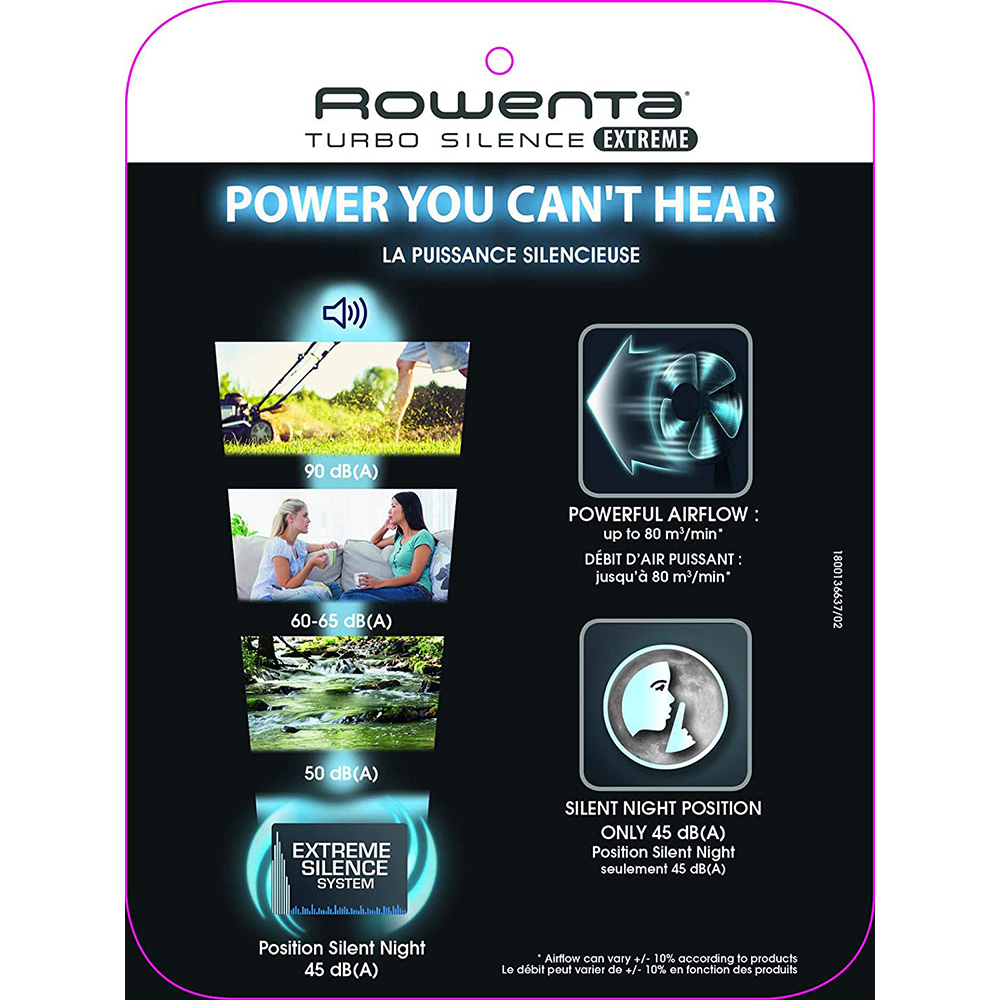 Rowenta
TURBO SILENCE EXTREME
POWER YOU CAN'T HEAR
LA PUISSANCE SILENCIEUSE
90 dB(A)
60-65 dB(A)
50 dB(A)
EXTREME
SILENCE
SYSTEM
Position Silent Night
45 dB(A)
POWERFUL AIRFLOW :
up to 80 m³/min*
DÉBIT D'AIR PUISSANT :
jusqu'à 80 m³/min*
SILENT NIGHT POSITION
ONLY 45 dB(A)
Position Silent Night
seulement 45 dB(A)
1800136637/02
* Airflow can vary +/- 10% according to products
Le débit peut varier de +/- 10% en fonction des produits